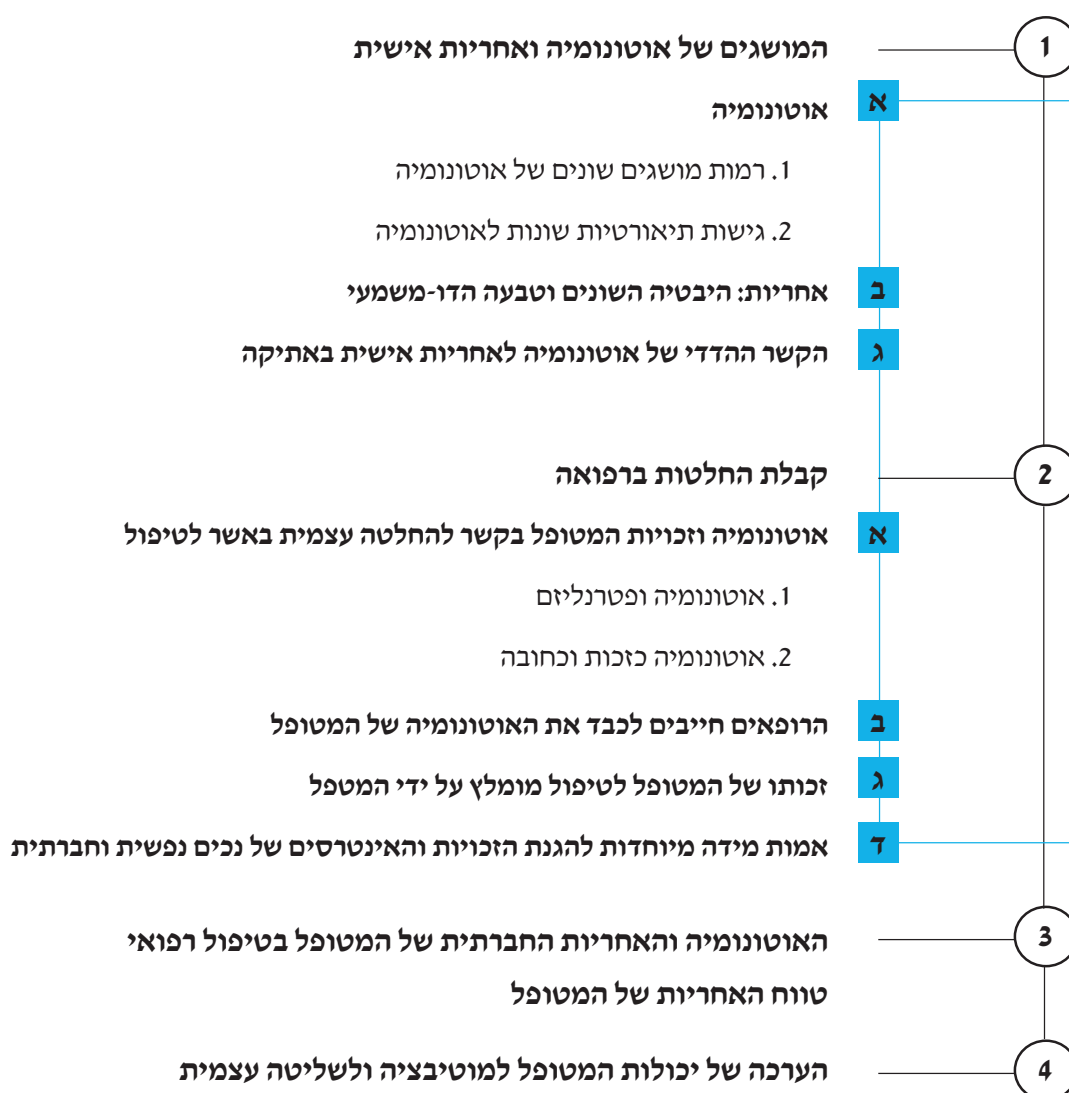 1 המושגים של אוטונומיה ואחריות אישית
א אוטונומיה
1. רמות מושגים שונים של אוטונומיה
2. גישות תיאורטיות שונות לאוטונומיה
ב אחריות: היבטיה השונים וטבעה הדו-משמעי
ג הקשר ההדדי של אוטונומיה לאחריות אישית באתיקה
2 קבלת החלטות ברפואה
א אוטונומיה וזכויות המטופל בקשר להחלטה עצמית באשר לטיפול
1. אוטונומיה ופטרנליזם
2. אוטונומיה כזכות וכחובה
ב הרופאים חייבים לכבד את האוטונומיה של המטופל
ג זכותו של המטופל לטיפול מומלץ על ידי המטפל
ד אמות מידה מיוחדות להגנת הזכויות והאינטרסים של נכים נפשית וחברתית
3 האוטונומיה והאחריות החברתית של המטופל בטיפול רפואי
טווח האחריות של המטופל
4 הערכה של יכולות המטופל למוטיבציה ולשליטה עצמית